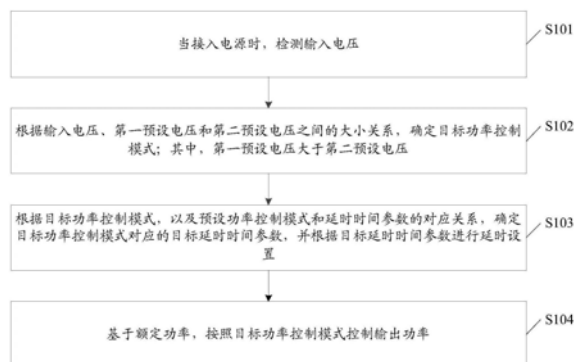 当接入电源时，检测输入电压
S101
根据输入电压、第一预设电压和第二预设电压之间的大小关系，确定目标功率控制
模式；其中，第一预设电压大于第二预设电压
S102
根据目标功率控制模式，以及预设功率控制模式和延时时间参数的对应关系，确定
目标功率控制模式对应的目标延时时间参数，并根据目标延时时间参数进行延时设
置
S103
基于额定功率，按照目标功率控制模式控制输出功率
S104